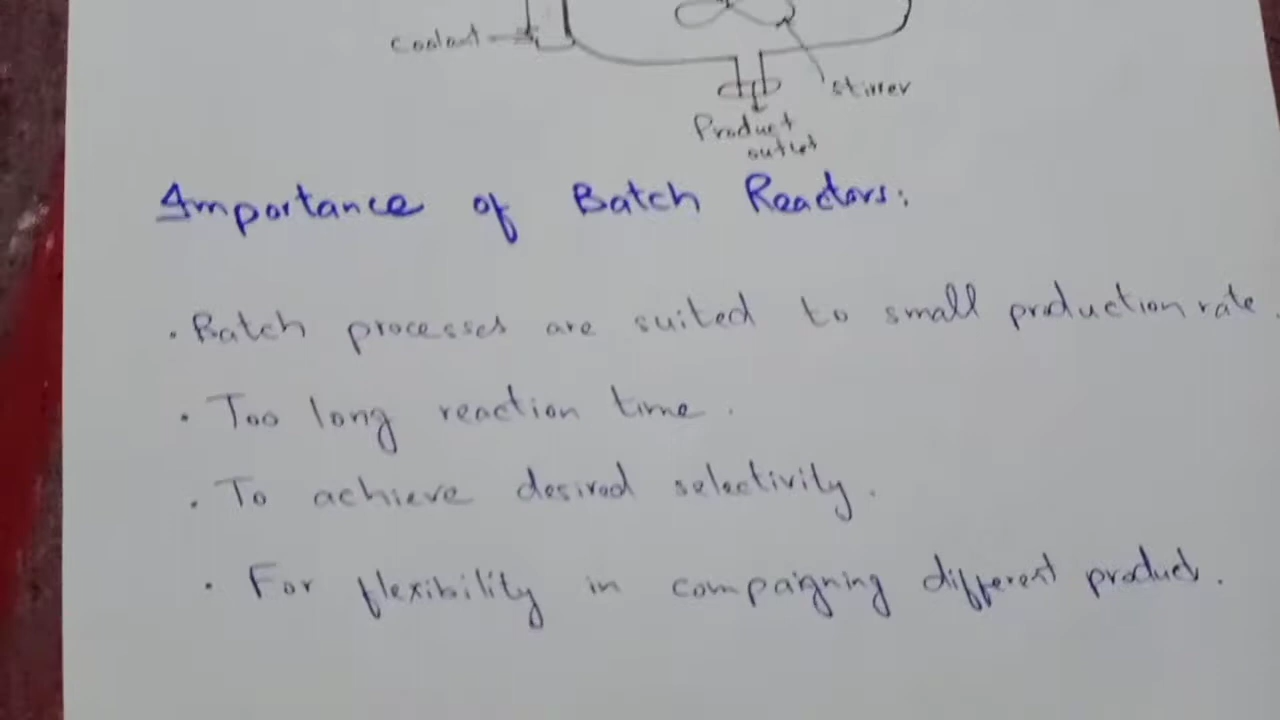 coolant
stirrer
Product
outlet
Importance of Batch Reactors:
• Batch processes are suited to small production rate.
• Too long reaction time.
• To achieve desired selectivity.
• For flexibility in compaigning different product.